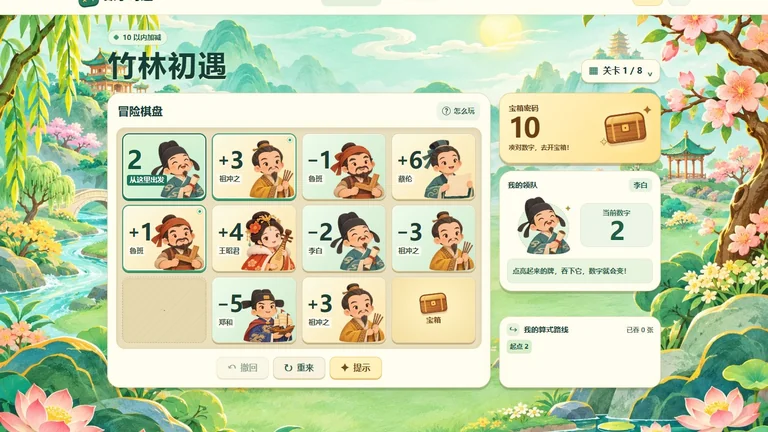 10 以内加减
竹林初遇
关卡 1 / 8
冒险棋盘
? 怎么玩
2
从这里出发
+3
祖冲之
−1
鲁班
+6
蔡伦
+1
鲁班
+4
王昭君
−2
李白
−3
祖冲之
−5
郑和
+3
祖冲之
宝箱
撤回
重来
提示
宝箱密码
10
凑对数字，去开宝箱！
我的领队
李白
当前数字
2
点亮起来的牌，吞下它，数字就会变！
我的算式路线
已吞 0 张
起点 2